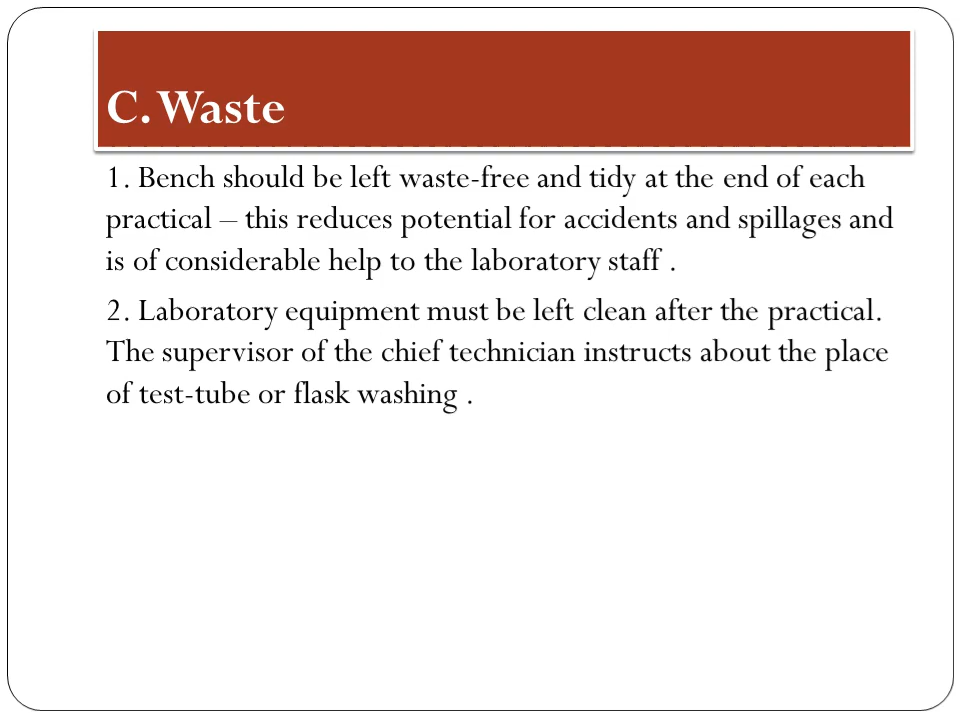 C. Waste
1. Bench should be left waste-free and tidy at the end of each
practical – this reduces potential for accidents and spillages and
is of considerable help to the laboratory staff .
2. Laboratory equipment must be left clean after the practical.
The supervisor of the chief technician instructs about the place
of test-tube or flask washing .